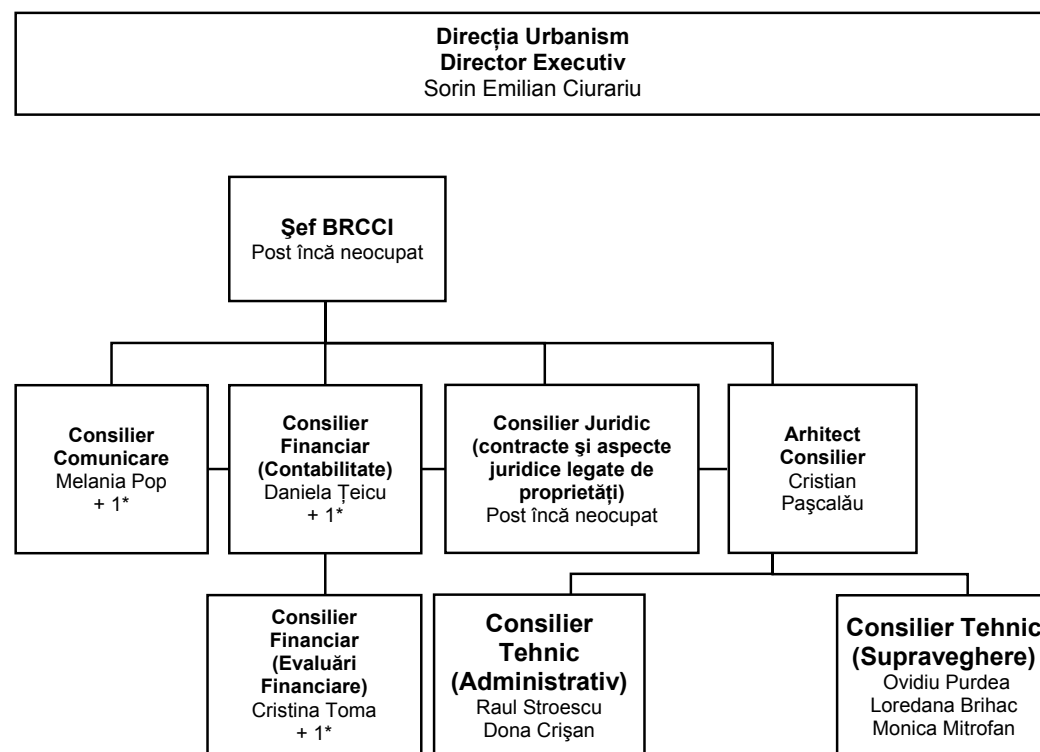 Direcția Urbanism
Director Executiv
Sorin Emilian Ciurariu
Şef BRCCI
Post încă neocupat
Consilier
Comunicare
Melania Pop
+ 1*
Consilier
Financiar
(Contabilitate)
Daniela Țeicu
+ 1*
Consilier Juridic
(contracte şi aspecte
juridice legate de
proprietăți)
Post încă neocupat
Arhitect
Consilier
Cristian
Paşcalău
Consilier
Financiar
(Evaluări
Financiare)
Cristina Toma
+ 1*
Consilier
Tehnic
(Administrativ)
Raul Stroescu
Dona Crişan
Consilier Tehnic
(Supraveghere)
Ovidiu Purdea
Loredana Brihac
Monica Mitrofan